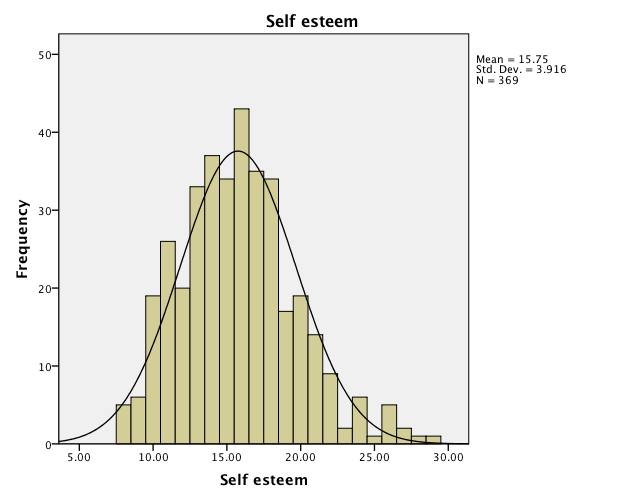 Self esteem
Mean = 15.75
Std. Dev. = 3.916
N = 369
50
40
30
20
10
0
Frequency
5.00 10.00 15.00 20.00 25.00 30.00
Self esteem